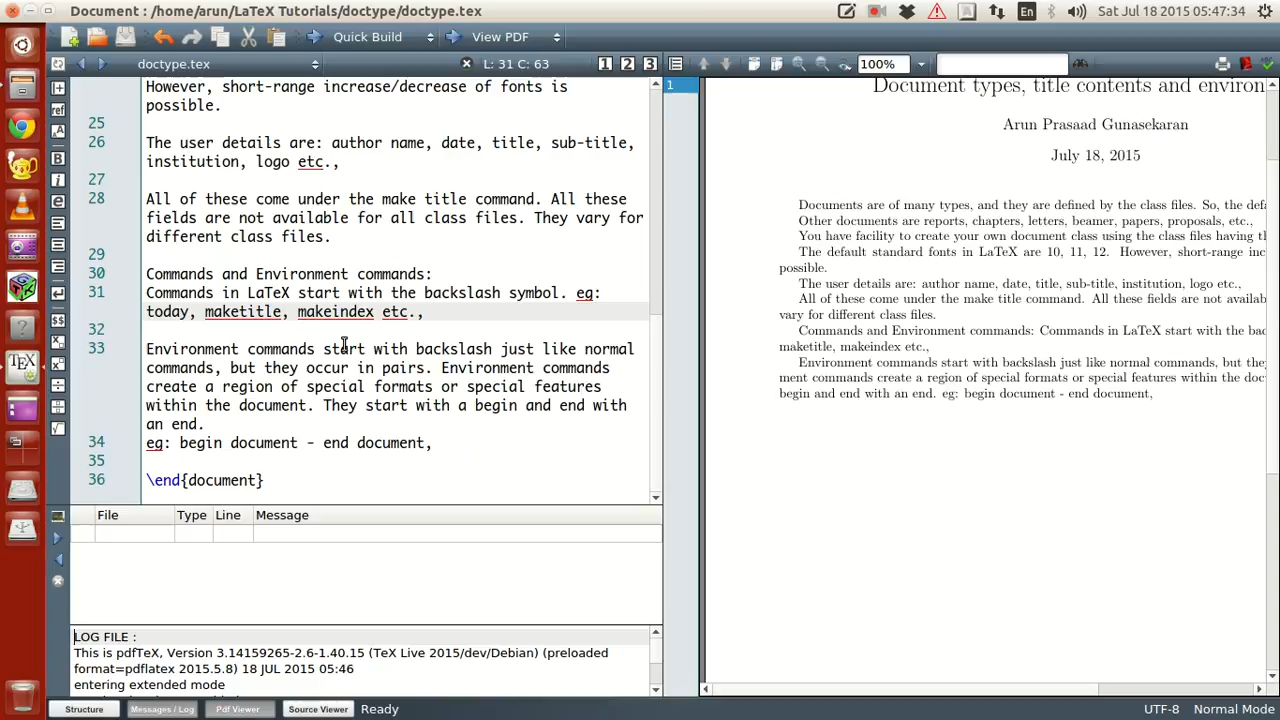 Document : /home/arun/LaTeX Tutorials/doctype/doctype.tex
En
Sat Jul 18 2015 05:47:34
Quick Build
View PDF
doctype.tex
L: 31 C: 63
1 2 3
100%
However, short-range increase/decrease of fonts is
possible.
25
26 The user details are: author name, date, title, sub-title,
institution, logo etc.,
27
28 All of these come under the make title command. All these
fields are not available for all class files. They vary for
different class files.
29
30 Commands and Environment commands:
31 Commands in LaTeX start with the backslash symbol. eg:
today, maketitle, makeindex etc.,
32
33 Environment commands start with backslash just like normal
commands, but they occur in pairs. Environment commands
create a region of special formats or special features
within the document. They start with a begin and end with
an end.
34 eg: begin document - end document,
35
36 \end{document}
ref
$$
TEX
File Type Line Message
LOG FILE :
This is pdfTeX, Version 3.14159265-2.6-1.40.15 (TeX Live 2015/dev/Debian) (preloaded
format=pdflatex 2015.5.8) 18 JUL 2015 05:46
entering extended mode
1
Document types, title contents and environ
Arun Prasaad Gunasekaran
July 18, 2015
Documents are of many types, and they are defined by the class files. So, the defa
Other documents are reports, chapters, letters, beamer, papers, proposals, etc.,
You have facility to create your own document class using the class files having th
The default standard fonts in LaTeX are 10, 11, 12. However, short-range inc
possible.
The user details are: author name, date, title, sub-title, institution, logo etc.,
All of these come under the make title command. All these fields are not availab
vary for different class files.
Commands and Environment commands: Commands in LaTeX start with the bac
maketitle, makeindex etc.,
Environment commands start with backslash just like normal commands, but they
ment commands create a region of special formats or special features within the doc
begin and end with an end. eg: begin document - end document,
Structure
Messages / Log
Pdf Viewer
Source Viewer
Ready
UTF-8
Normal Mode